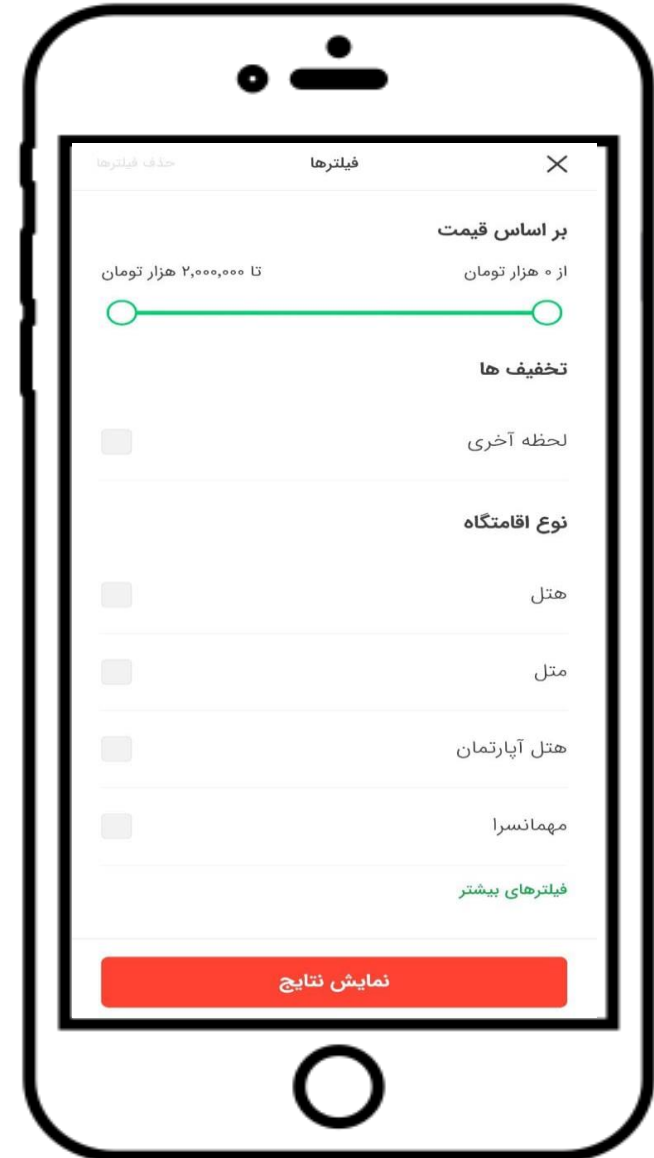 فیلترها
حذف فیلترها
بر اساس قیمت
از ۰ هزار تومان
تا ۲,۰۰۰,۰۰۰ هزار تومان
تخفیف ها
لحظه آخری
نوع اقامتگاه
هتل
متل
هتل آپارتمان
مهمانسرا
فیلترهای بیشتر
نمایش نتایج